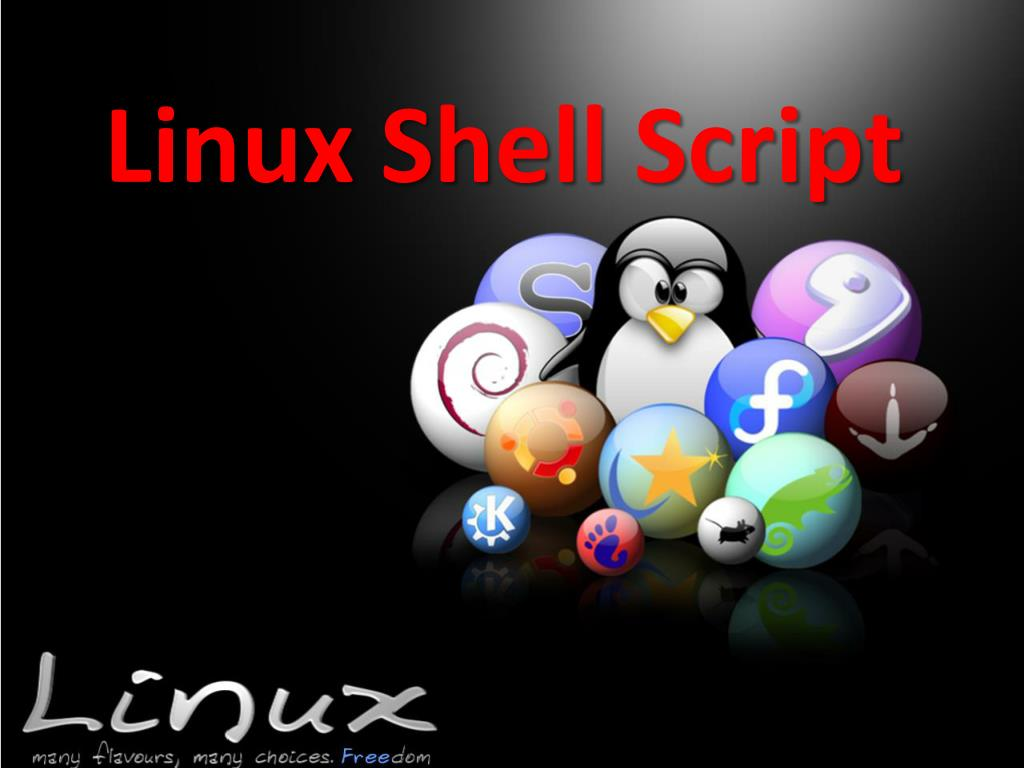 Linux Shell Script
Linux
many flavours, many choices. Freedom